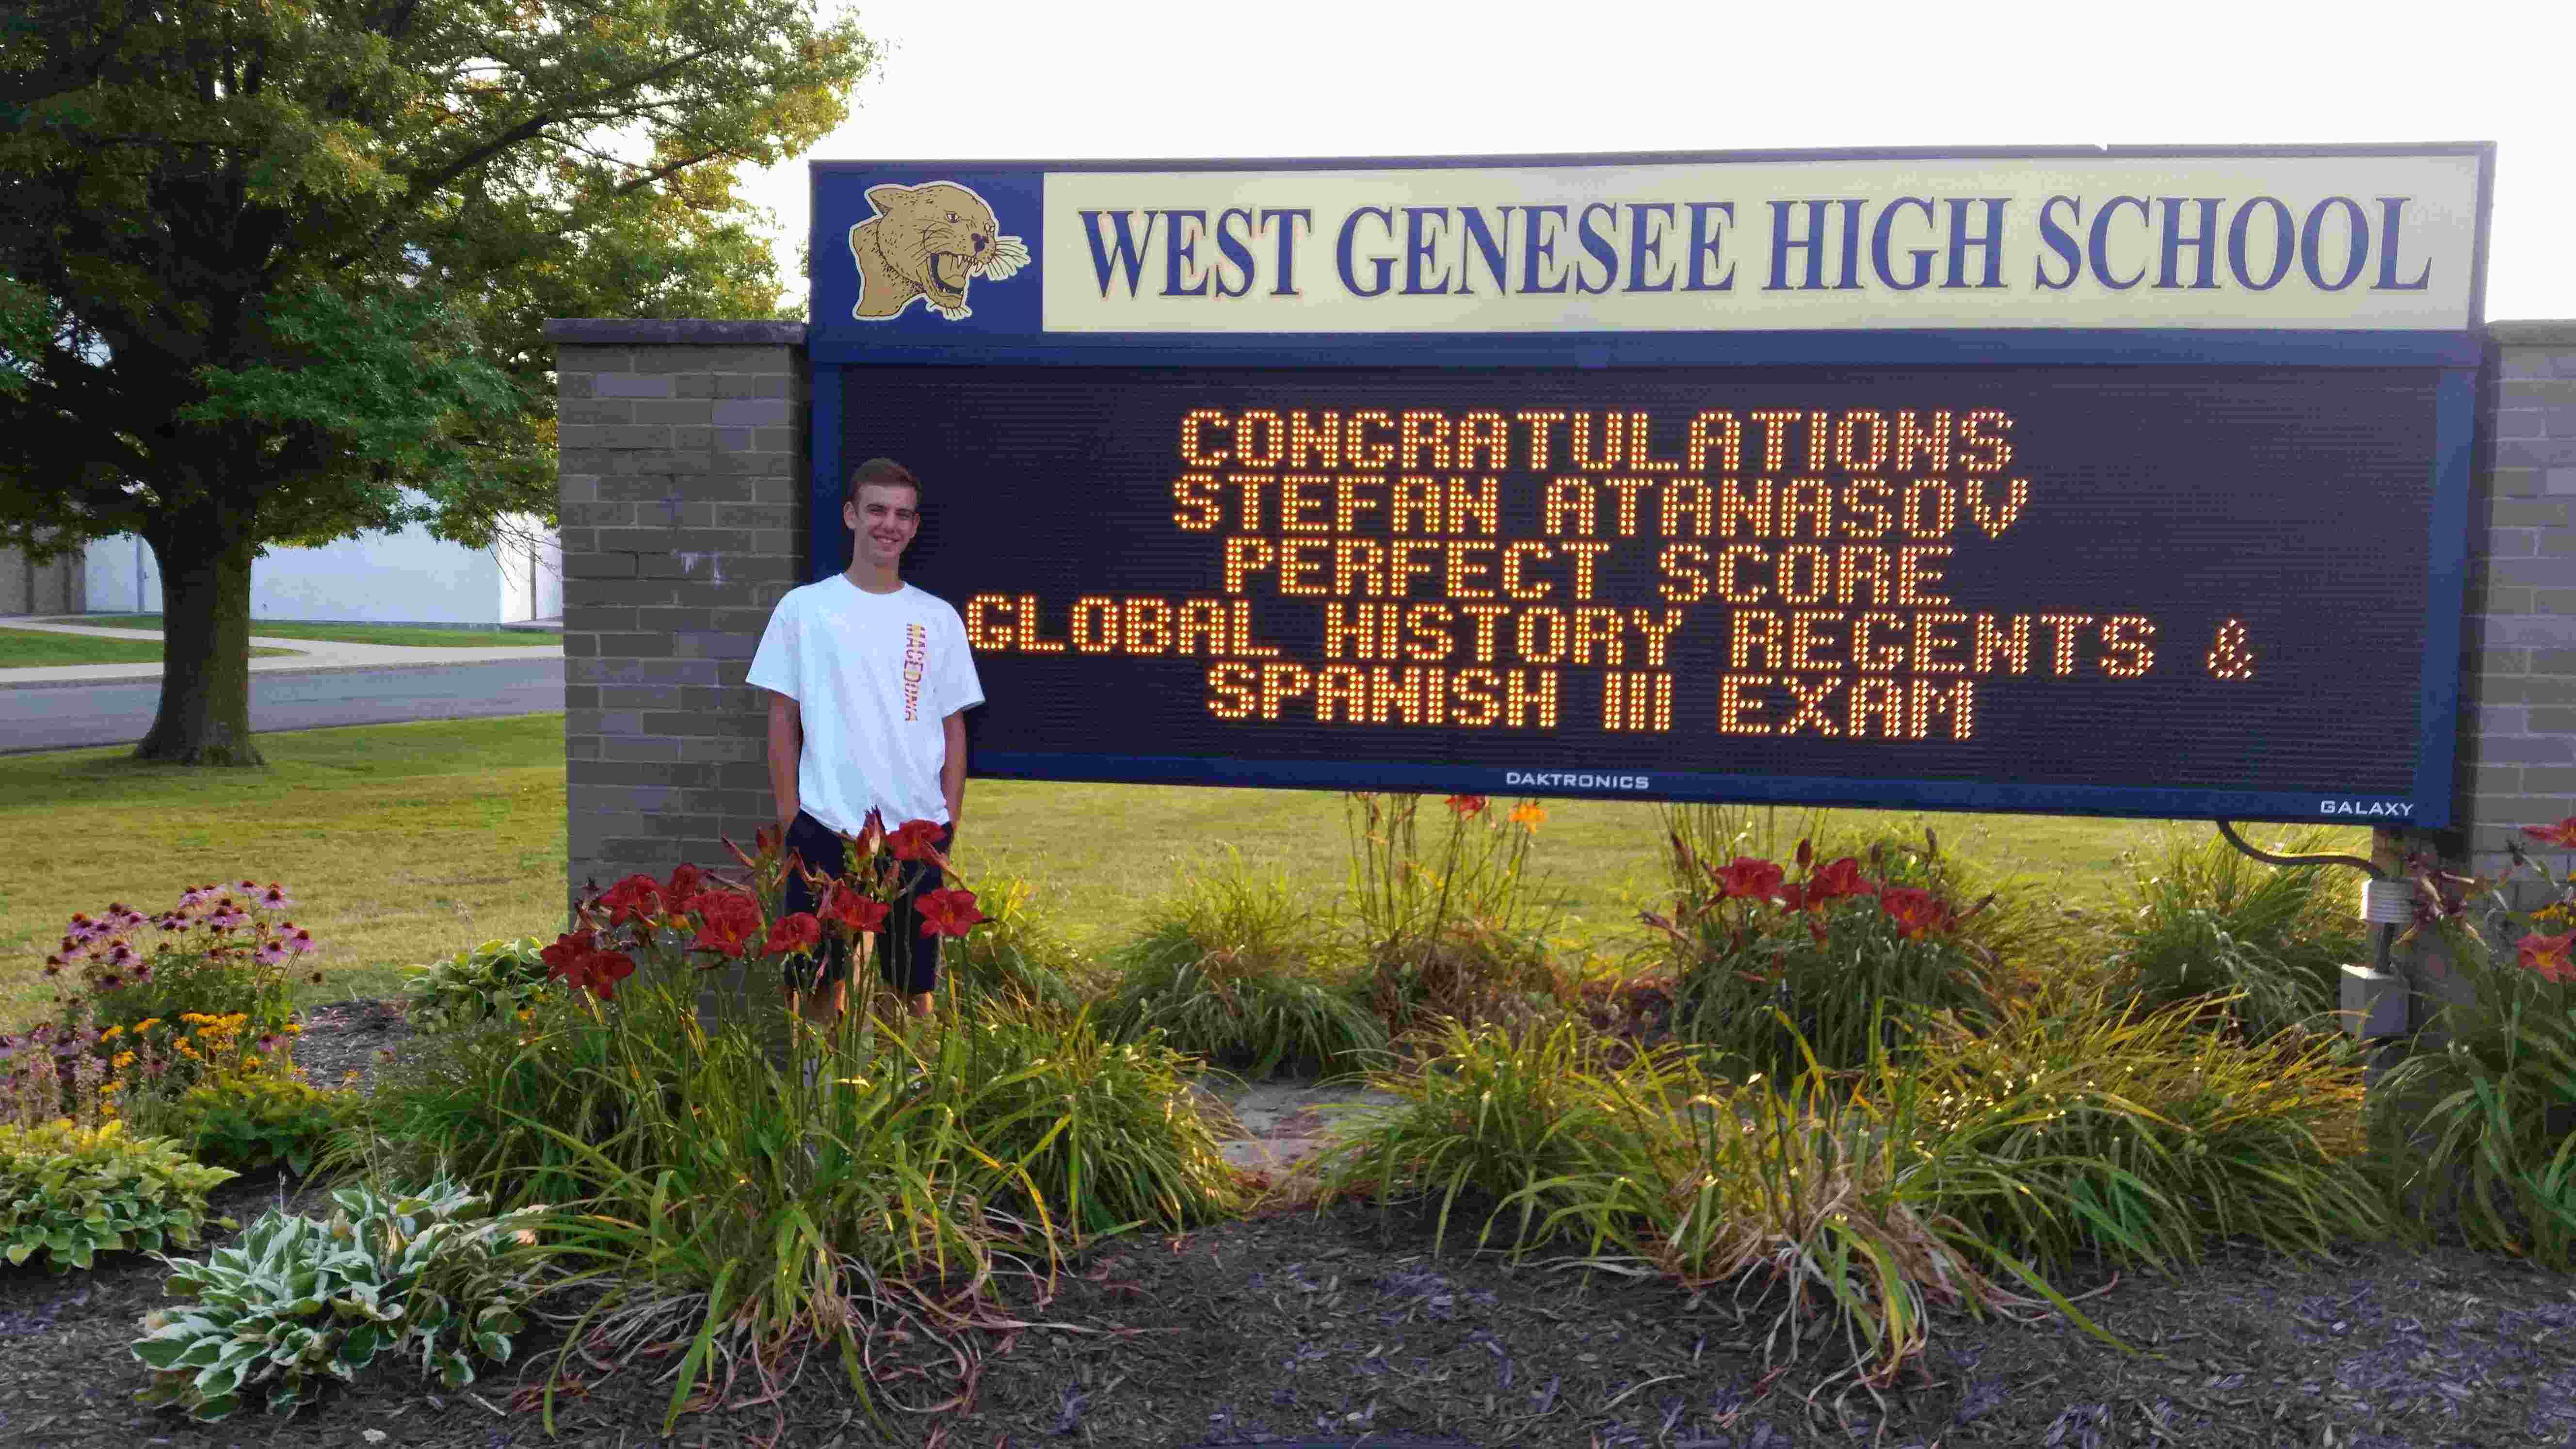 WEST GENESEE HIGH SCHOOL
CONGRATULATIONS
STEFAN ATANASOV
PERFECT SCORE
GLOBAL HISTORY REGENTS &
SPANISH III EXAM
MACEDONIA
DAKTRONICS
GALAXY